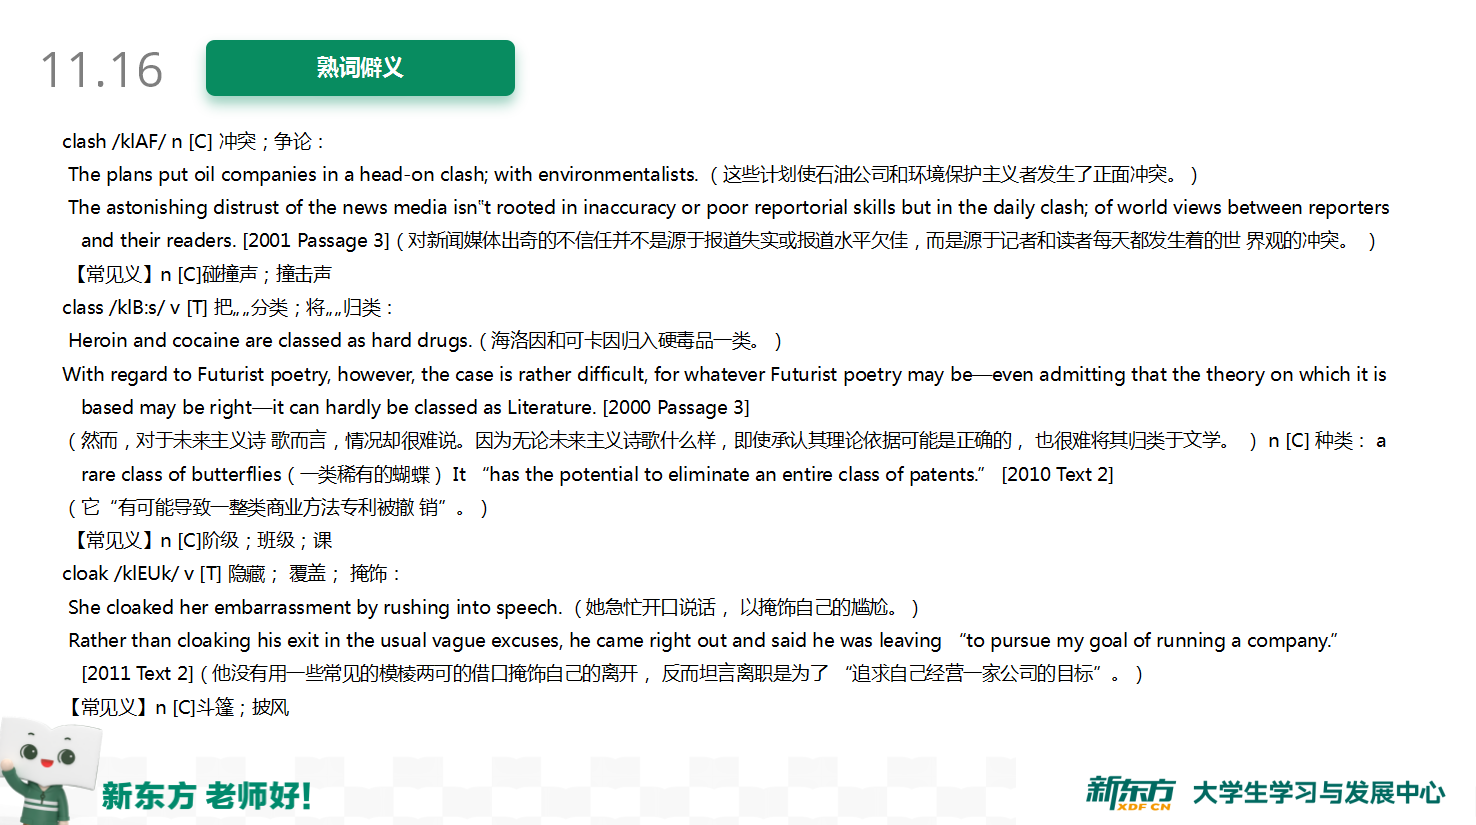 11.16
熟词僻义
clash /klAF/ n [C] 冲突；争论：
The plans put oil companies in a head-on clash; with environmentalists.（这些计划使石油公司和环境保护主义者发生了正面冲突。）
The astonishing distrust of the news media isn‟t rooted in inaccuracy or poor reportorial skills but in the daily clash; of world views between reporters
and their readers. [2001 Passage 3]（对新闻媒体出奇的不信任并不是源于报道失实或报道水平欠佳，而是源于记者和读者每天都发生着的世 界观的冲突。 ）
【常见义】n [C]碰撞声；撞击声
class /klB:s/ v [T] 把„„分类；将„„归类：
Heroin and cocaine are classed as hard drugs.（海洛因和可卡因归入硬毒品一类。）
With regard to Futurist poetry, however, the case is rather difficult, for whatever Futurist poetry may be—even admitting that the theory on which it is
based may be right—it can hardly be classed as Literature. [2000 Passage 3]
（然而，对于未来主义诗 歌而言，情况却很难说。因为无论未来主义诗歌什么样，即使承认其理论依据可能是正确的， 也很难将其归类于文学。 ） n [C] 种类： a
rare class of butterflies（一类稀有的蝴蝶） It “has the potential to eliminate an entire class of patents.” [2010 Text 2]
（它“有可能导致一整类商业方法专利被撤 销”。）
【常见义】n [C]阶级；班级；课
cloak /klEUk/ v [T] 隐藏； 覆盖； 掩饰：
She cloaked her embarrassment by rushing into speech.（她急忙开口说话， 以掩饰自己的尴尬。）
Rather than cloaking his exit in the usual vague excuses, he came right out and said he was leaving “to pursue my goal of running a company.”
[2011 Text 2]（他没有用一些常见的模棱两可的借口掩饰自己的离开， 反而坦言离职是为了 “追求自己经营一家公司的目标”。）
【常见义】n [C]斗篷；披风
新东方 老师好!
新东方 XDF.CN 大学生学习与发展中心